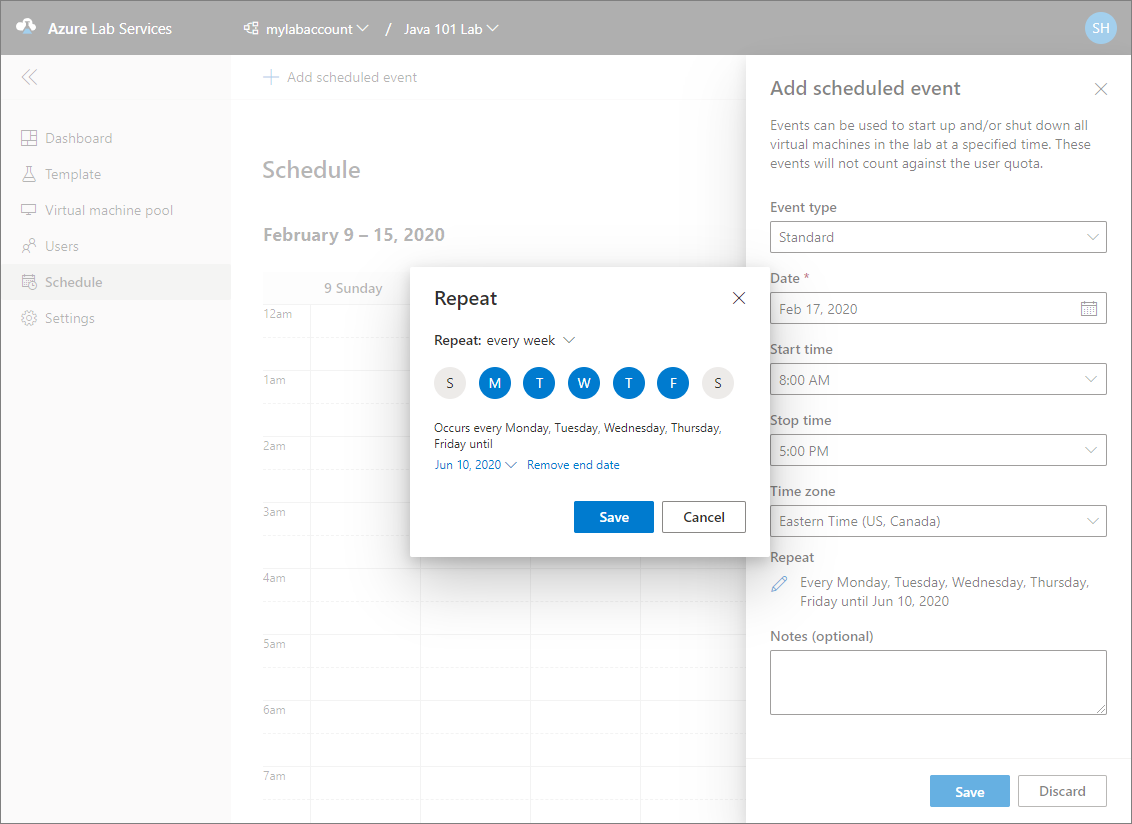 Azure Lab Services
mylabaccount / Java 101 Lab
SH
Dashboard
Template
Virtual machine pool
Users
Schedule
Settings
Add scheduled event
Schedule
February 9 – 15, 2020
9 Sunday
12am
1am
2am
3am
4am
5am
6am
7am
Repeat
Repeat: every week
S M T W T F S
Occurs every Monday, Tuesday, Wednesday, Thursday,
Friday until
Jun 10, 2020 Remove end date
Save Cancel
Add scheduled event
Events can be used to start up and/or shut down all
virtual machines in the lab at a specified time. These
events will not count against the user quota.
Event type
Standard
Date *
Feb 17, 2020
Start time
8:00 AM
Stop time
5:00 PM
Time zone
Eastern Time (US, Canada)
Repeat
Every Monday, Tuesday, Wednesday, Thursday,
Friday until Jun 10, 2020
Notes (optional)
Save Discard